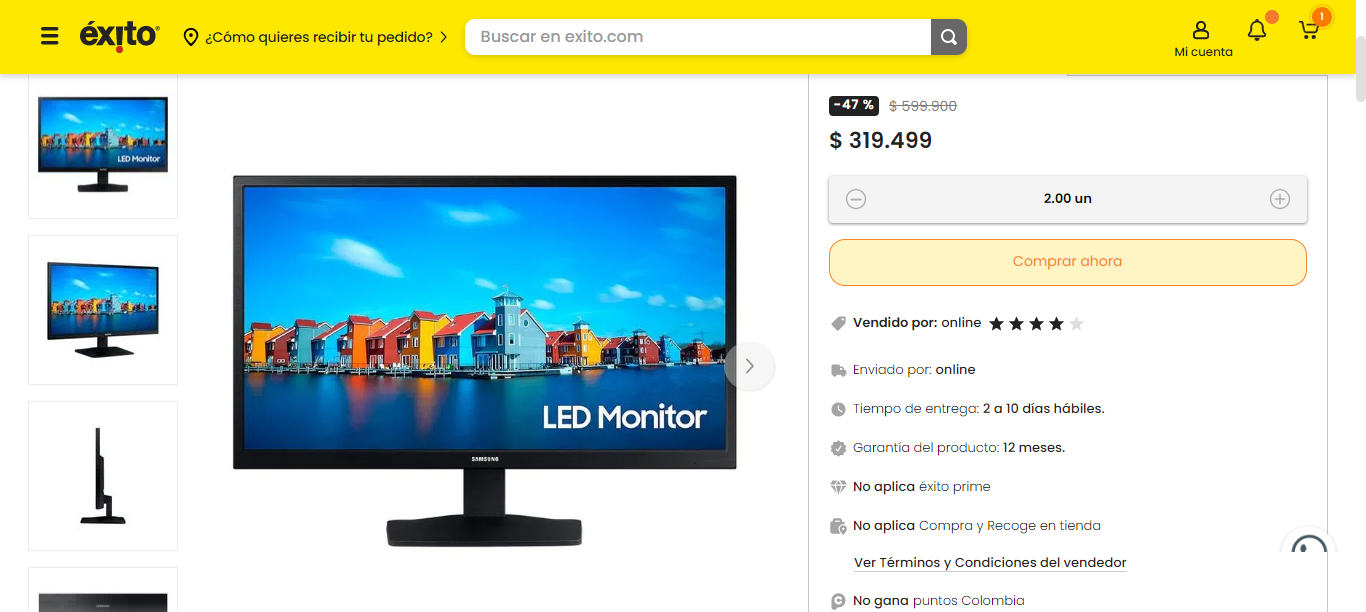 éxito
¿Cómo quieres recibir tu pedido?
Buscar en exito.com
Mi cuenta
1
LED Monitor
LED Monitor
SAMSUNG
-47 %
$ 599.900
$ 319.499
2.00 un
Comprar ahora
Vendido por: online
Enviado por: online
Tiempo de entrega: 2 a 10 días hábiles.
Garantía del producto: 12 meses.
No aplica éxito prime
No aplica Compra y Recoge en tienda
Ver Términos y Condiciones del vendedor
No gana puntos Colombia